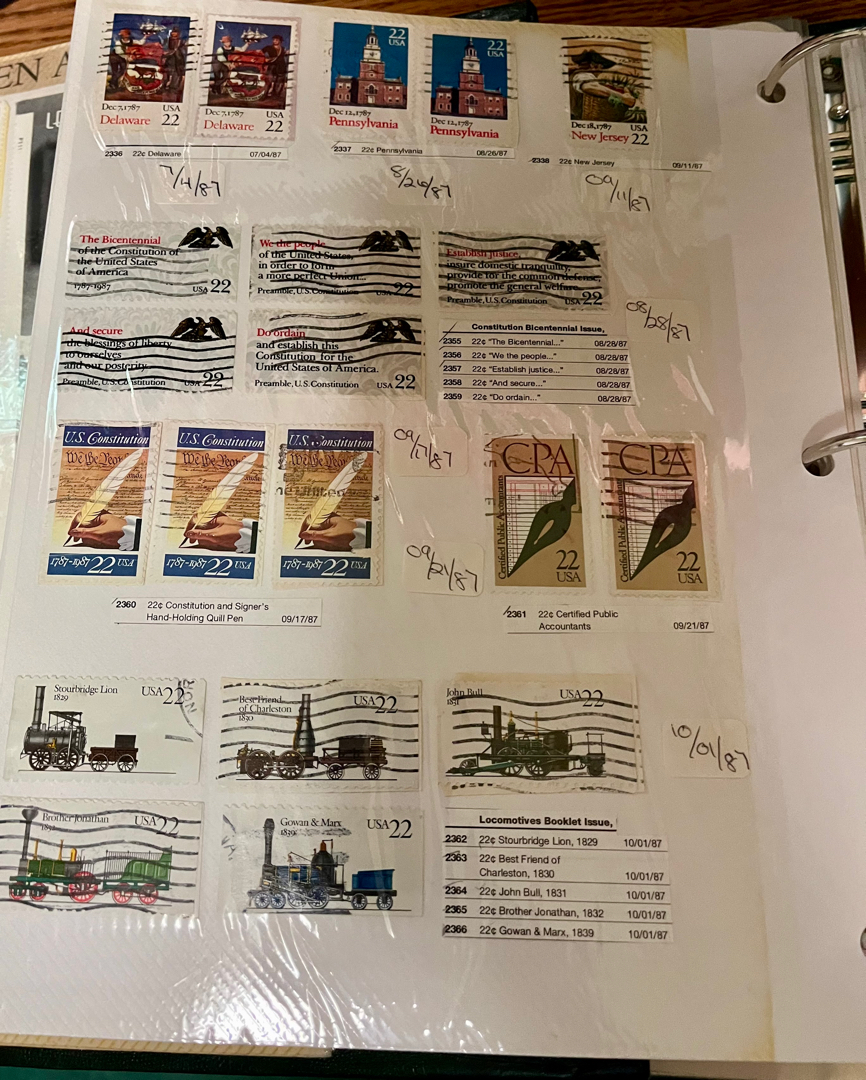 EN A
Dec 7, 1787 USA
Delaware 22
Dec 7, 1787 USA
Delaware 22
22
USA
Dec 12, 1787
Pennsylvania
22
USA
Dec 12, 1787
Pennsylvania
Dec 18, 1787 USA
New Jersey 22
2336 22¢ Delaware 07/04/87
2337 22¢ Pennsylvania 08/26/87
2338 22¢ New Jersey 09/11/87
7/4/87
8/26/87
09/11/87
The Bicentennial
of the Constitution of
the United States
of America
1787-1987 USA 22
We the people
of the United States,
in order to form
a more perfect Union...
Preamble, U.S. Constitution 22
Establish justice,
insure domestic tranquility,
provide for the common defense,
promote the general welfare...
Preamble, U.S. Constitution USA 22
08/28/87
And secure
the blessings of liberty
to ourselves
and our posterity
Preamble, U.S. Constitution USA 22
Do ordain
and establish this
Constitution for the
United States of America.
Preamble, U.S. Constitution USA 22
Constitution Bicentennial Issue,
2355 22¢ "The Bicentennial..." 08/28/87
2356 22¢ "We the people..." 08/28/87
2357 22¢ "Establish justice..." 08/28/87
2358 22¢ "And secure..." 08/28/87
2359 22¢ "Do ordain..." 08/28/87
U.S. Constitution
We the People
1787-1987 22 USA
U.S. Constitution
We the People
1787-1987 22 USA
U.S. Constitution
We the People
1787-1987 22 USA
09/17/87
09/21/87
CPA
Certified Public Accountants
22
USA
CPA
Certified Public Accountants
22
USA
2360 22¢ Constitution and Signer's
Hand-Holding Quill Pen 09/17/87
2361 22¢ Certified Public
Accountants 09/21/87
Stourbridge Lion USA 22
1829
Best Friend USA 22
of Charleston
1830
John Bull USA 22
1831
10/01/87
Brother Jonathan USA 22
1832
Gowan & Marx USA 22
1839
Locomotives Booklet Issue,
2362 22¢ Stourbridge Lion, 1829 10/01/87
2363 22¢ Best Friend of
Charleston, 1830 10/01/87
2364 22¢ John Bull, 1831 10/01/87
2365 22¢ Brother Jonathan, 1832 10/01/87
2366 22¢ Gowan & Marx, 1839 10/01/87